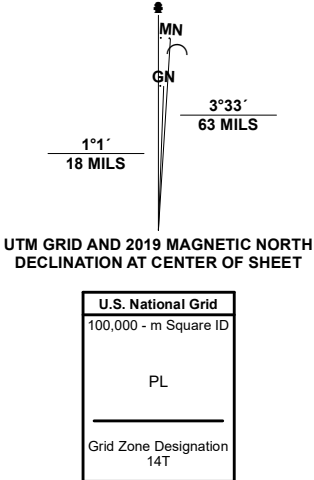 MN
GN
3°33´
63 MILS
1°1´
18 MILS
UTM GRID AND 2019 MAGNETIC NORTH
DECLINATION AT CENTER OF SHEET
U.S. National Grid
100,000 - m Square ID
PL
Grid Zone Designation
14T